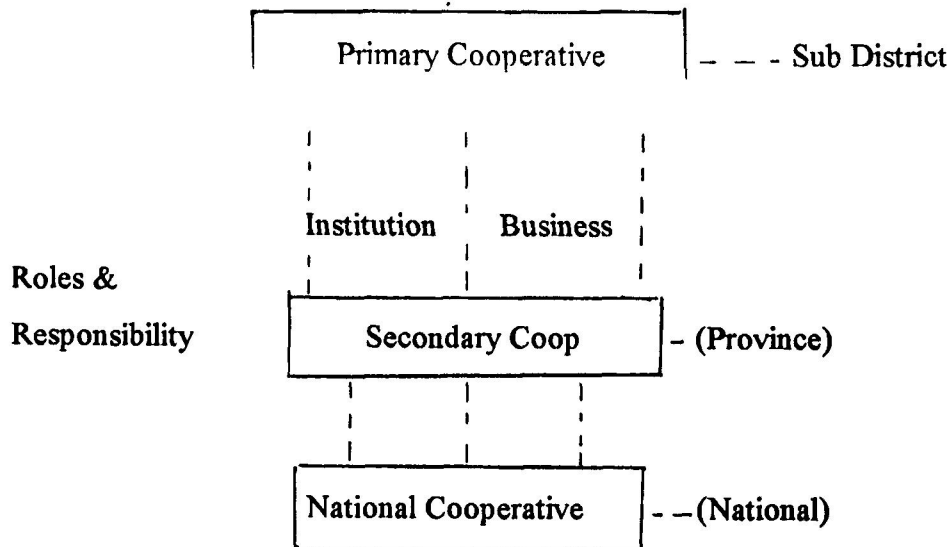 Primary Cooperative - - - Sub District
Institution Business
Roles &
Responsibility Secondary Coop - (Province)
National Cooperative - - (National)